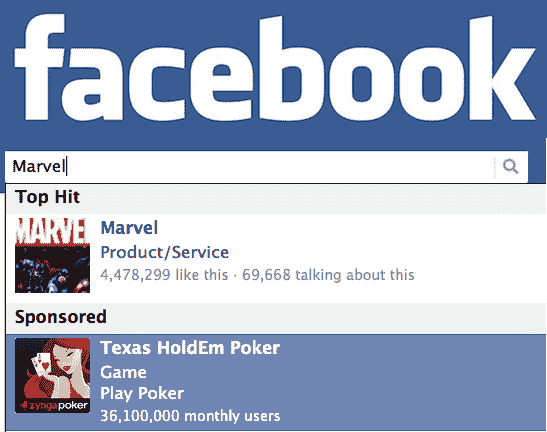 facebook
Marvel
Top Hit
MARVEL
Marvel
Product/Service
4,478,299 like this · 69,668 talking about this
Sponsored
zyngapoker
Texas HoldEm Poker
Game
Play Poker
36,100,000 monthly users